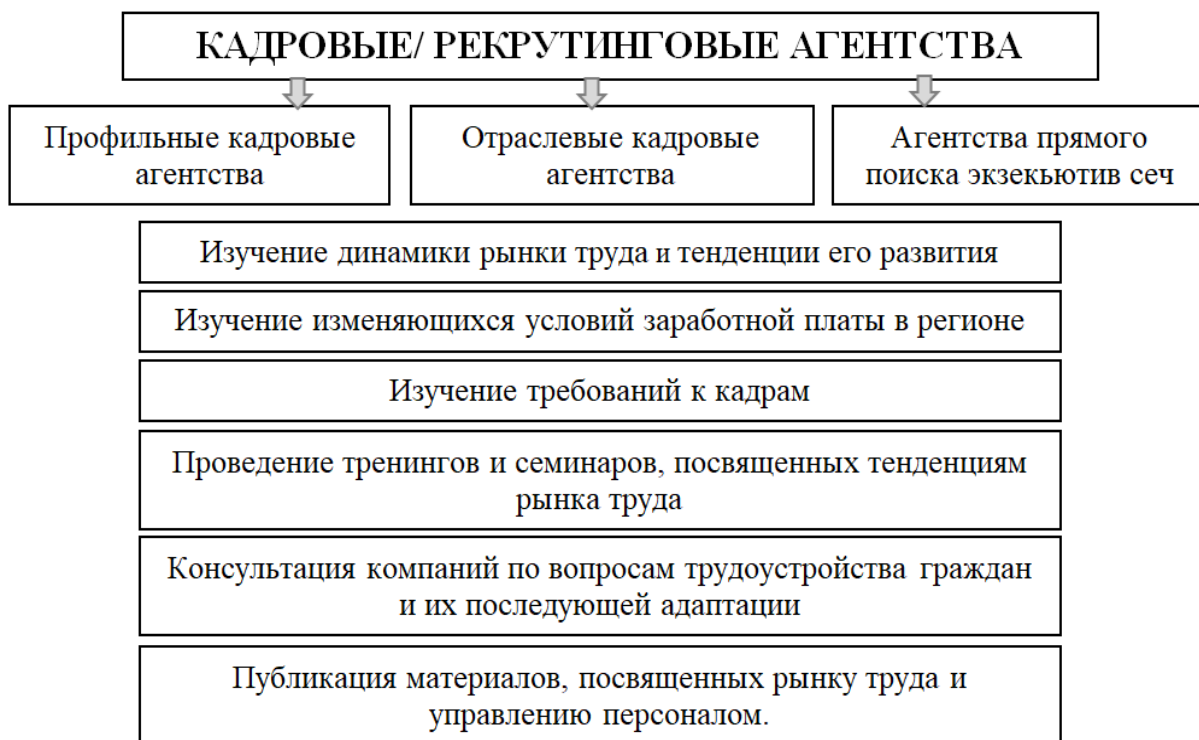 КАДРОВЫЕ/ РЕКРУТИНГОВЫЕ АГЕНТСТВА
Профильные кадровые
агентства
Отраслевые кадровые
агентства
Агентства прямого
поиска экзекьютив сеч
Изучение динамики рынки труда и тенденции его развития
Изучение изменяющихся условий заработной платы в регионе
Изучение требований к кадрам
Проведение тренингов и семинаров, посвященных тенденциям
рынка труда
Консультация компаний по вопросам трудоустройства граждан
и их последующей адаптации
Публикация материалов, посвященных рынку труда и
управлению персоналом.